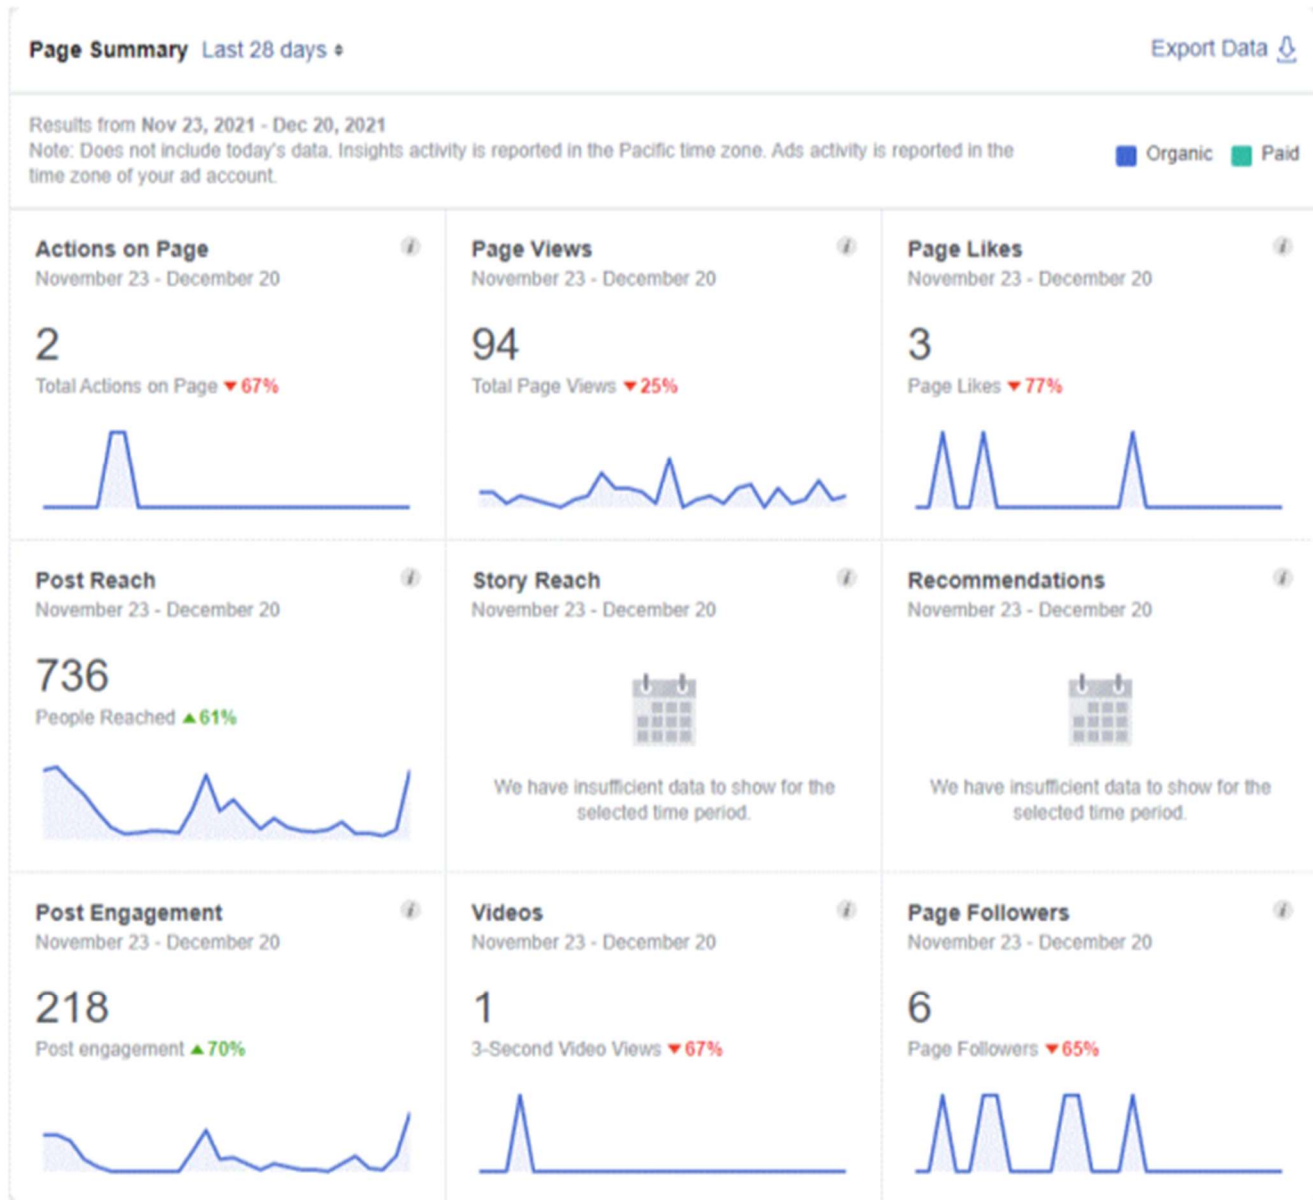 Page Summary Last 28 days
Export Data
Results from Nov 23, 2021 - Dec 20, 2021
Note: Does not include today's data. Insights activity is reported in the Pacific time zone. Ads activity is reported in the
time zone of your ad account.
Organic Paid
Actions on Page
November 23 - December 20
2
Total Actions on Page ▼ 67%
Page Views
November 23 - December 20
94
Total Page Views ▼ 25%
Page Likes
November 23 - December 20
3
Page Likes ▼ 77%
Post Reach
November 23 - December 20
736
People Reached ▲ 61%
Story Reach
November 23 - December 20
We have insufficient data to show for the
selected time period.
Recommendations
November 23 - December 20
We have insufficient data to show for the
selected time period.
Post Engagement
November 23 - December 20
218
Post engagement ▲ 70%
Videos
November 23 - December 20
1
3-Second Video Views ▼ 67%
Page Followers
November 23 - December 20
6
Page Followers ▼ 65%